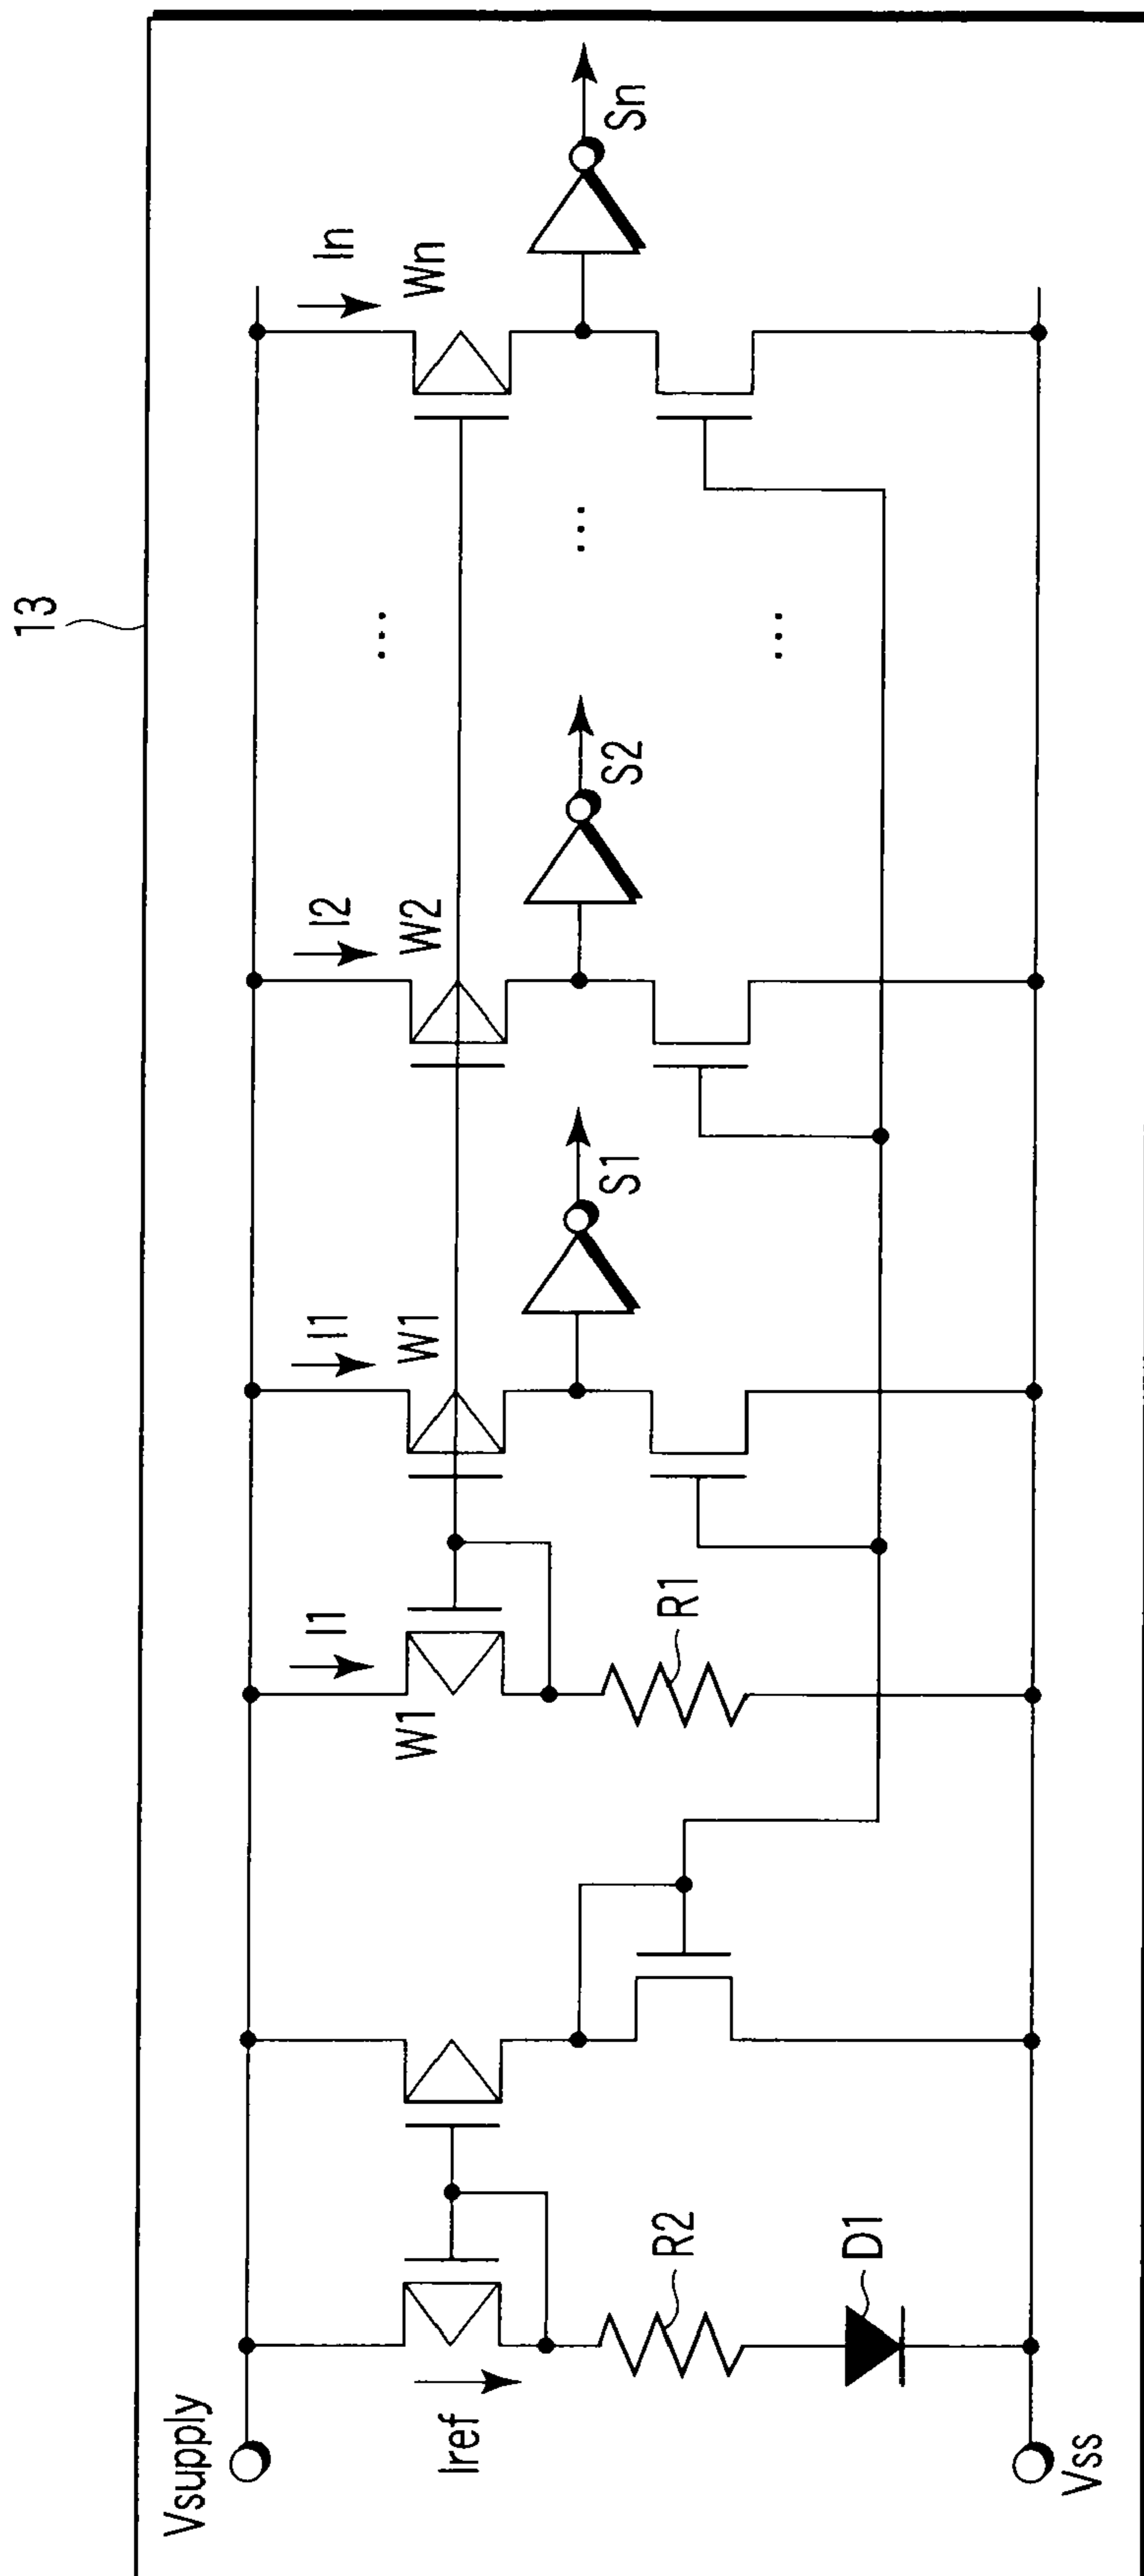 13
Vsupply
Iref
R2
D1
Vss
I1
W1
R1
I1
W1
S1
I2
W2
S2
...
...
...
In
Wn
Sn